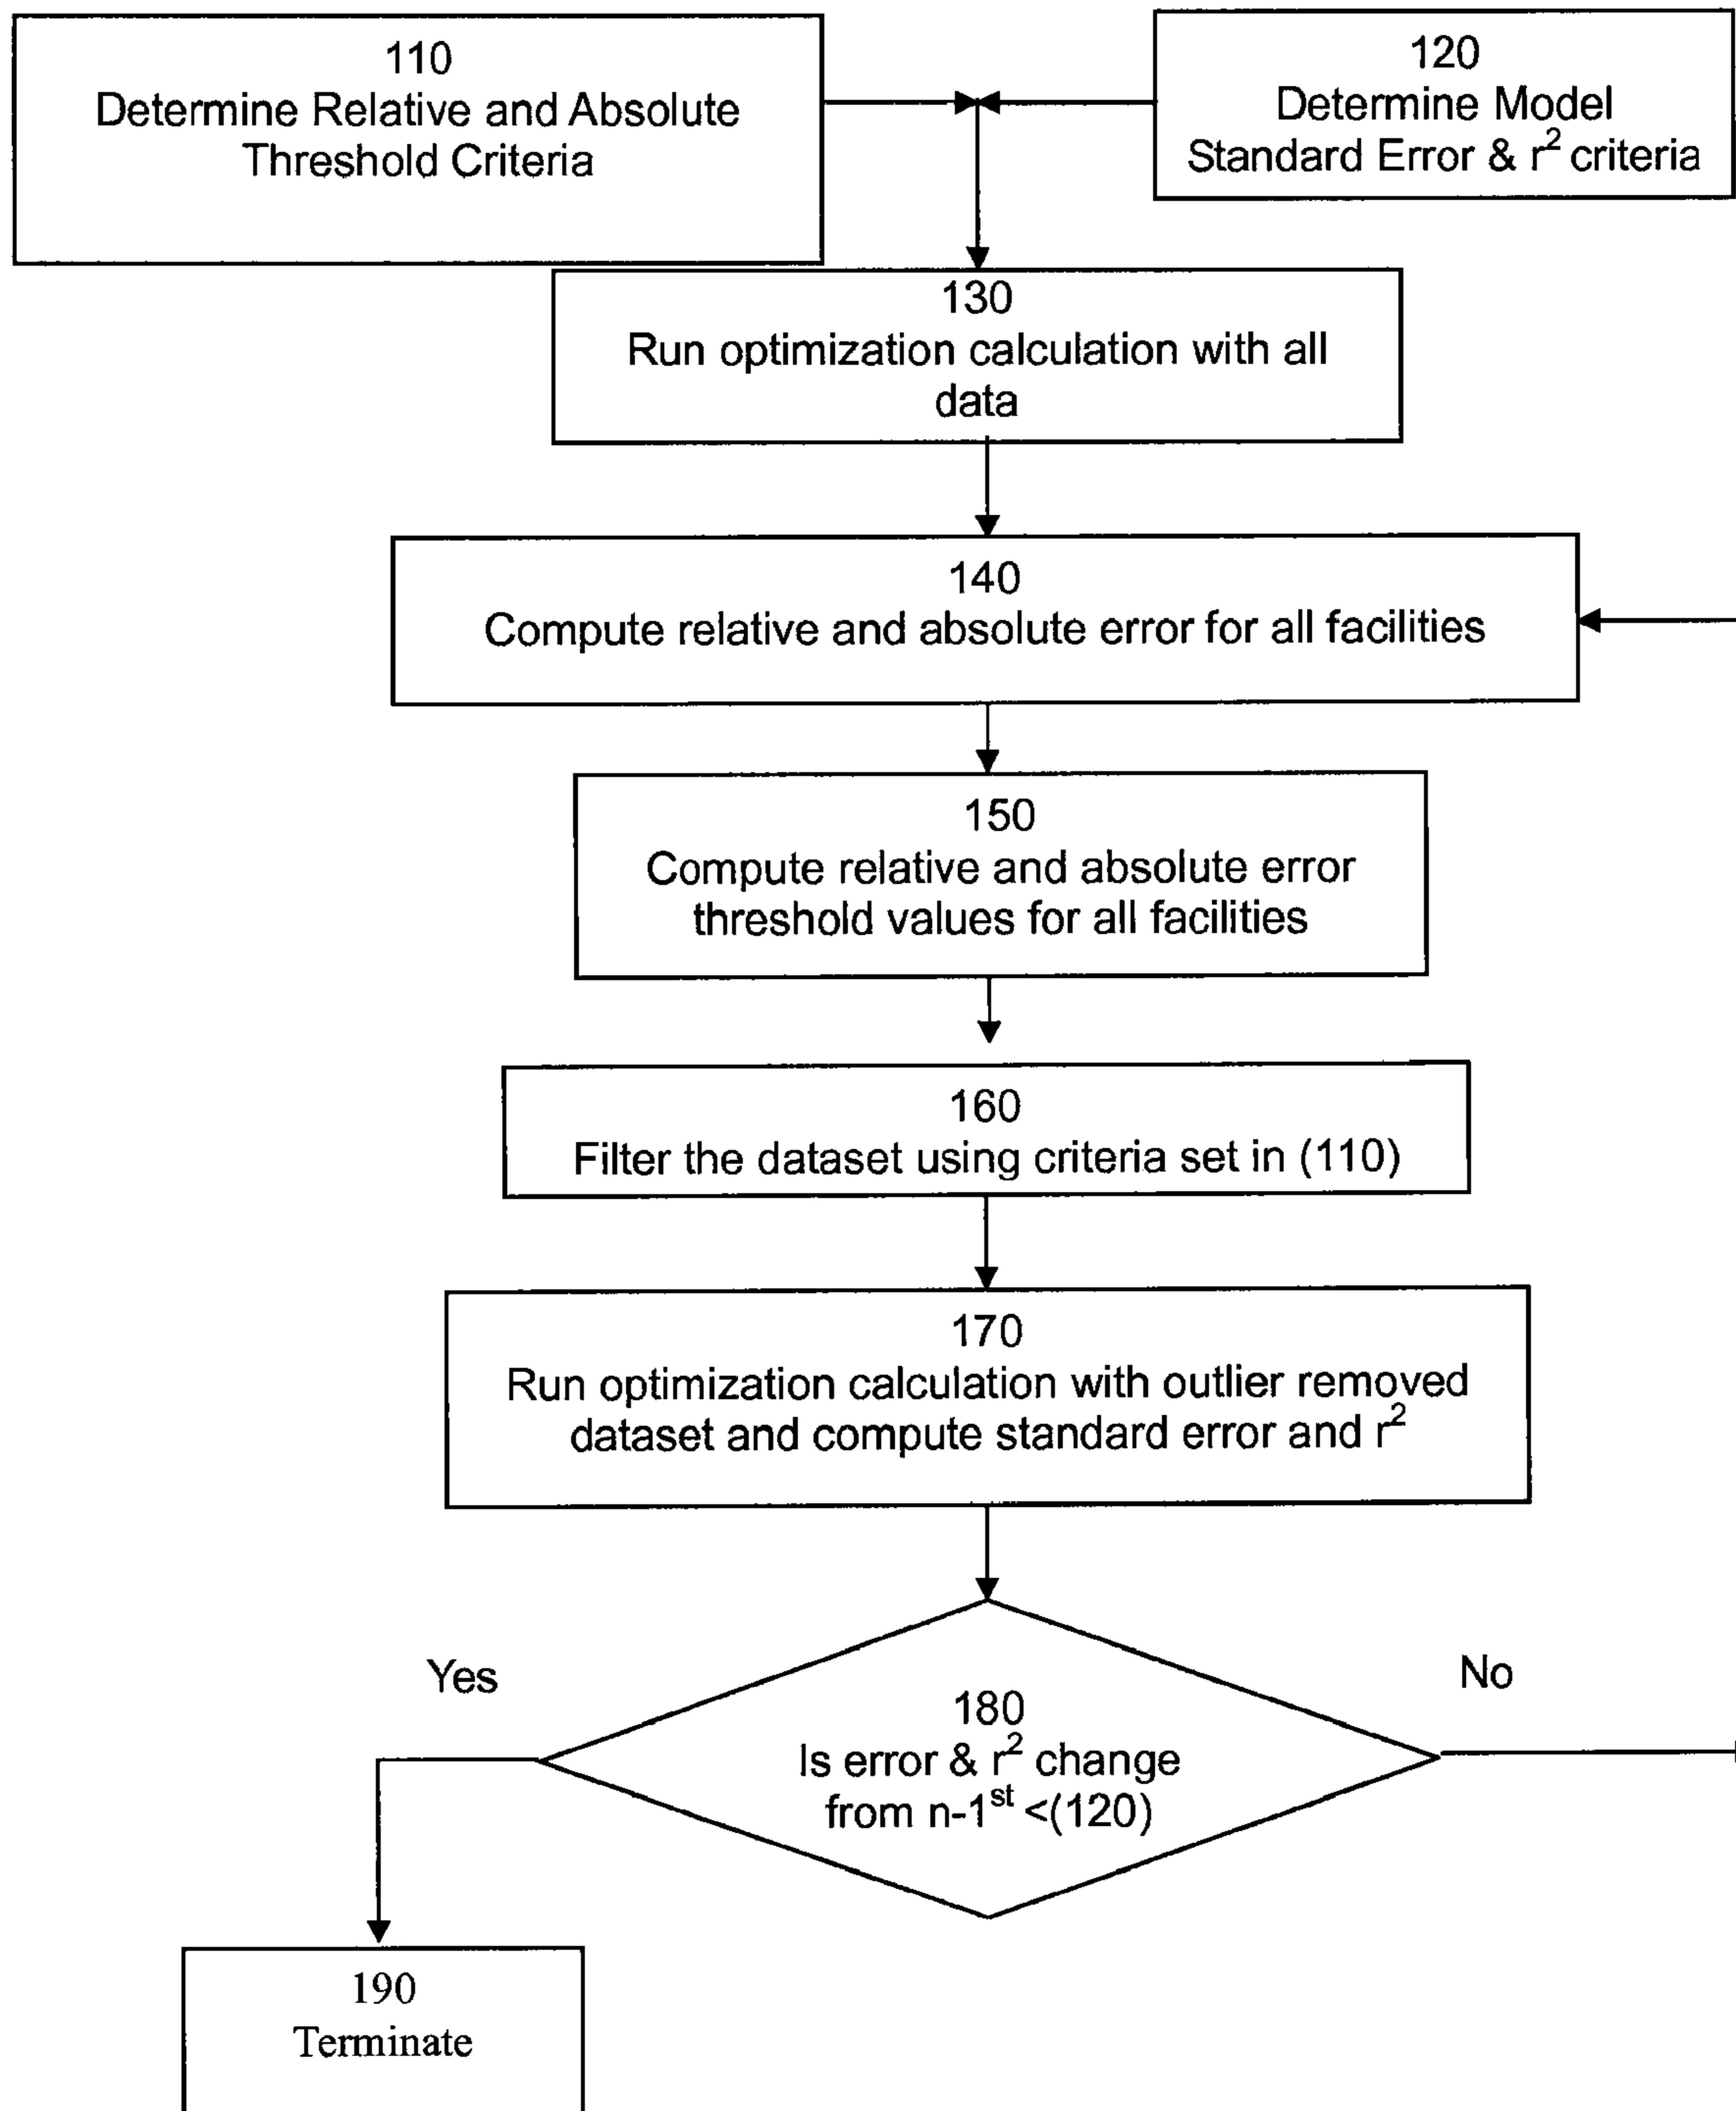 110
Determine Relative and Absolute
Threshold Criteria
120
Determine Model
Standard Error & r² criteria
130
Run optimization calculation with all
data
140
Compute relative and absolute error for all facilities
150
Compute relative and absolute error
threshold values for all facilities
160
Filter the dataset using criteria set in (110)
170
Run optimization calculation with outlier removed
dataset and compute standard error and r²
Yes
No
180
Is error & r² change
from n-1ˢᵗ <(120)
190
Terminate